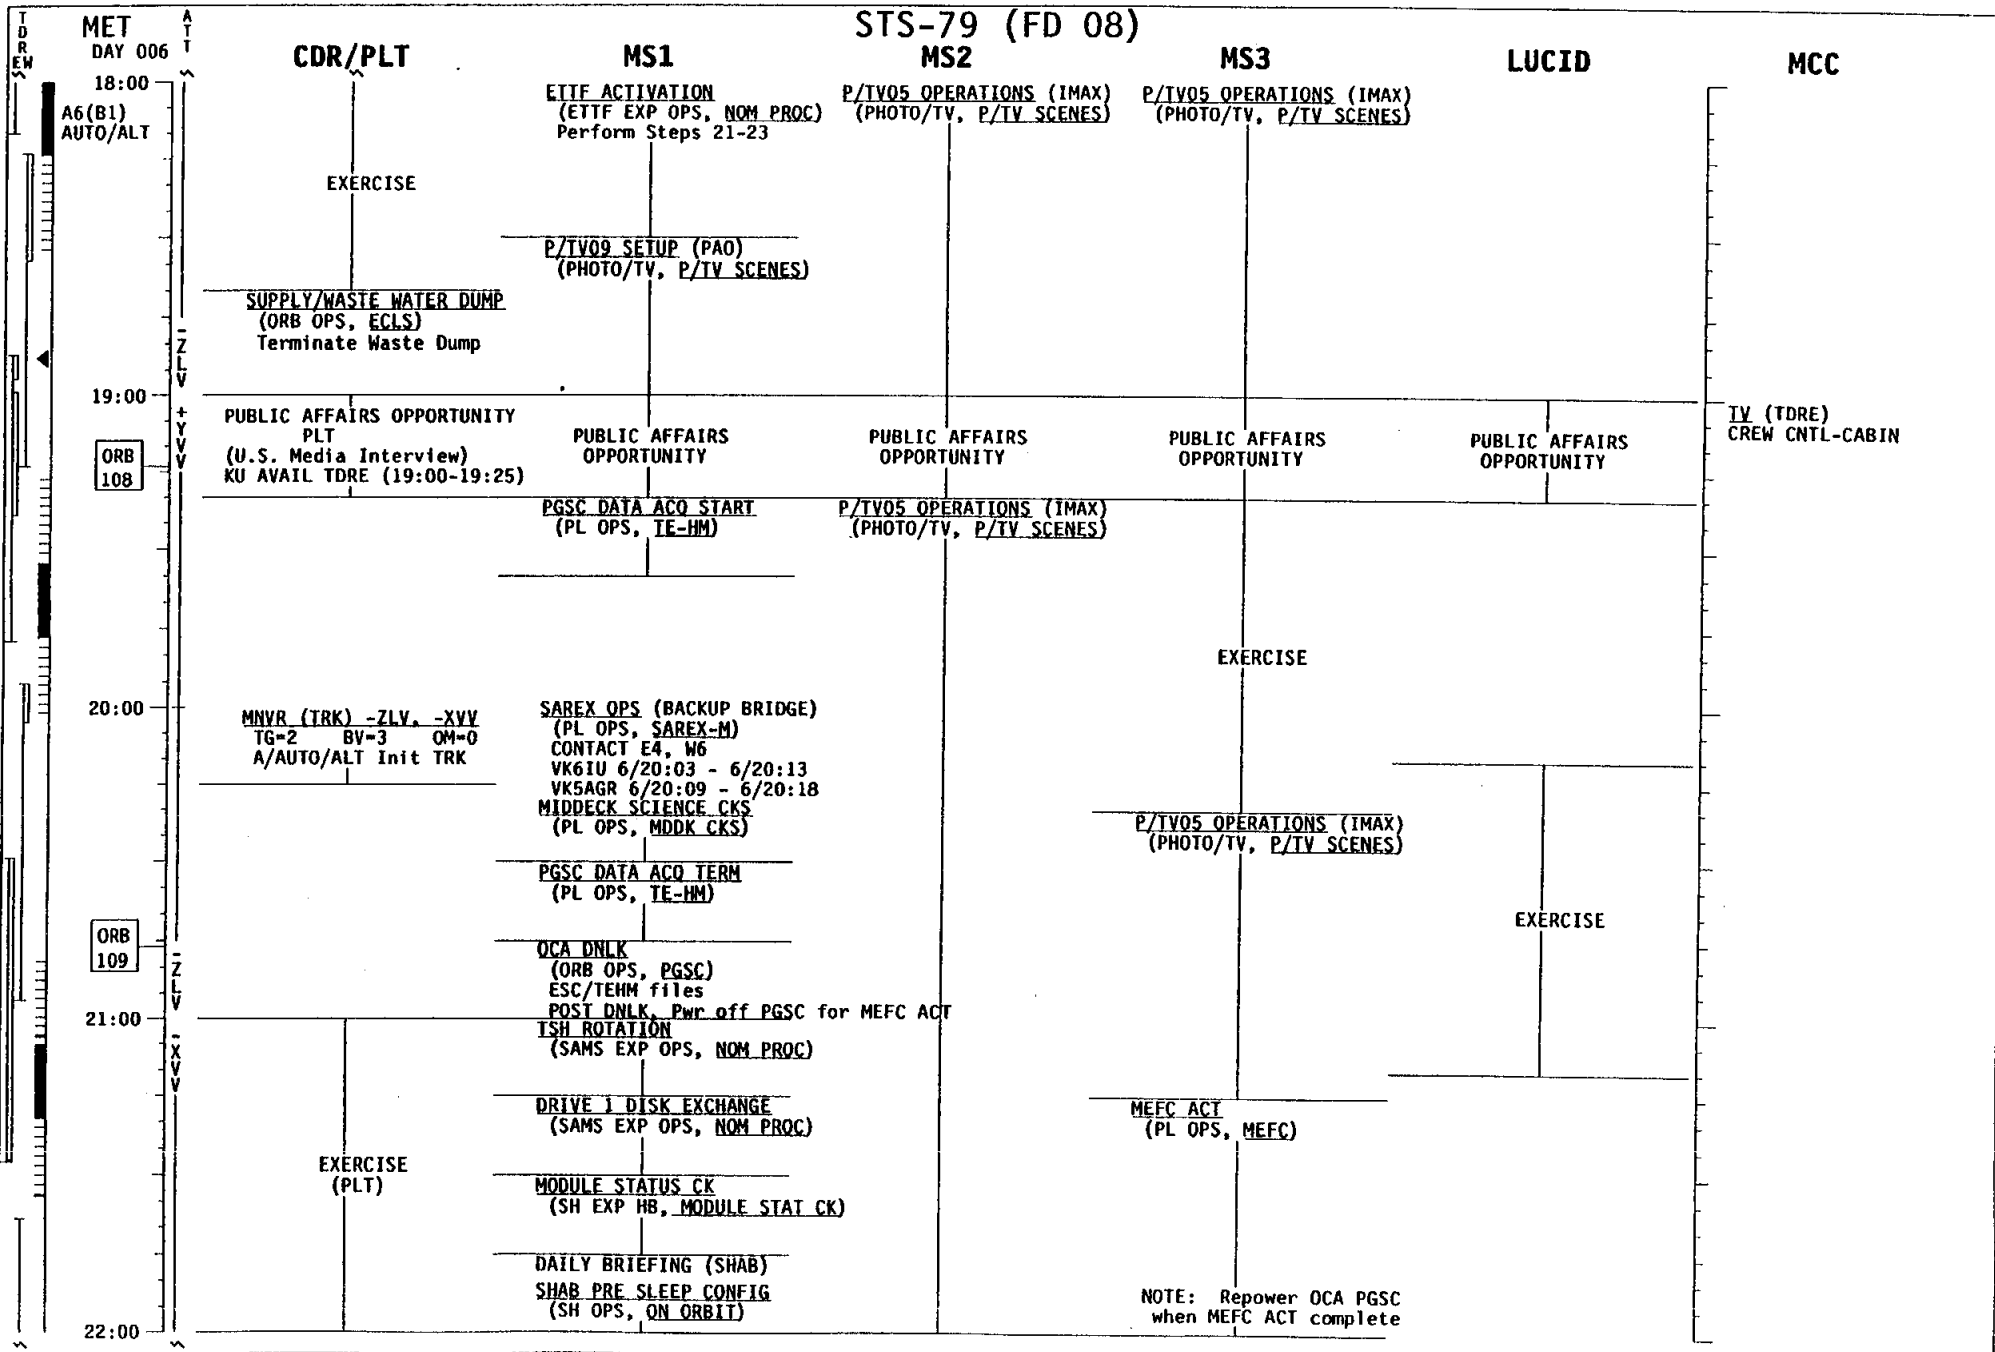 STS-79 (FD 08)
T
D
R
E W
MET
DAY 006
A
T
T
CDR/PLT
MS1
MS2
MS3
LUCID
MCC
18:00
A6(B1)
AUTO/ALT
-
Z
L
V
19:00
+
Y
V
V
ORB
108
20:00
ORB
109
-
Z
L
V
21:00
-
X
V
V
22:00
EXERCISE
SUPPLY/WASTE WATER DUMP
(ORB OPS, ECLS)
Terminate Waste Dump
PUBLIC AFFAIRS OPPORTUNITY
PLT
(U.S. Media Interview)
KU AVAIL TDRE (19:00-19:25)
MNVR (TRK) -ZLV, -XVV
TG=2 BV=3 OM=0
A/AUTO/ALT Init TRK
EXERCISE
(PLT)
ETTF ACTIVATION
(ETTF EXP OPS, NOM PROC)
Perform Steps 21-23
P/TV09 SETUP (PAO)
(PHOTO/TV, P/TV SCENES)
PUBLIC AFFAIRS
OPPORTUNITY
PGSC DATA ACQ START
(PL OPS, TE-HM)
SAREX OPS (BACKUP BRIDGE)
(PL OPS, SAREX-M)
CONTACT E4, W6
VK6IU 6/20:03 - 6/20:13
VK5AGR 6/20:09 - 6/20:18
MIDDECK SCIENCE CKS
(PL OPS, MDDK CKS)
PGSC DATA ACQ TERM
(PL OPS, TE-HM)
OCA DNLK
(ORB OPS, PGSC)
ESC/TEHM files
POST DNLK, Pwr off PGSC for MEFC ACT
TSH ROTATION
(SAMS EXP OPS, NOM PROC)
DRIVE 1 DISK EXCHANGE
(SAMS EXP OPS, NOM PROC)
MODULE STATUS CK
(SH EXP HB, MODULE STAT CK)
DAILY BRIEFING (SHAB)
SHAB PRE SLEEP CONFIG
(SH OPS, ON ORBIT)
P/TV05 OPERATIONS (IMAX)
(PHOTO/TV, P/TV SCENES)
PUBLIC AFFAIRS
OPPORTUNITY
P/TV05 OPERATIONS (IMAX)
(PHOTO/TV, P/TV SCENES)
P/TV05 OPERATIONS (IMAX)
(PHOTO/TV, P/TV SCENES)
PUBLIC AFFAIRS
OPPORTUNITY
EXERCISE
P/TV05 OPERATIONS (IMAX)
(PHOTO/TV, P/TV SCENES)
MEFC ACT
(PL OPS, MEFC)
NOTE: Repower OCA PGSC
when MEFC ACT complete
PUBLIC AFFAIRS
OPPORTUNITY
EXERCISE
TV (TDRE)
CREW CNTL-CABIN